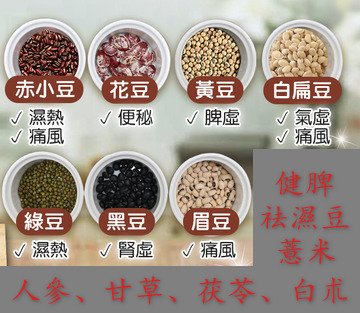 赤小豆 花豆 黃豆 白扁豆
✓ 濕熱 ✓ 便秘 ✓ 脾虛 ✓ 氣虛
✓ 痛風 ✓ 痛風
綠豆 黑豆 眉豆
✓ 濕熱 ✓ 腎虛 ✓ 痛風
健脾
祛濕豆
薏米
人參、甘草、茯苓、白朮